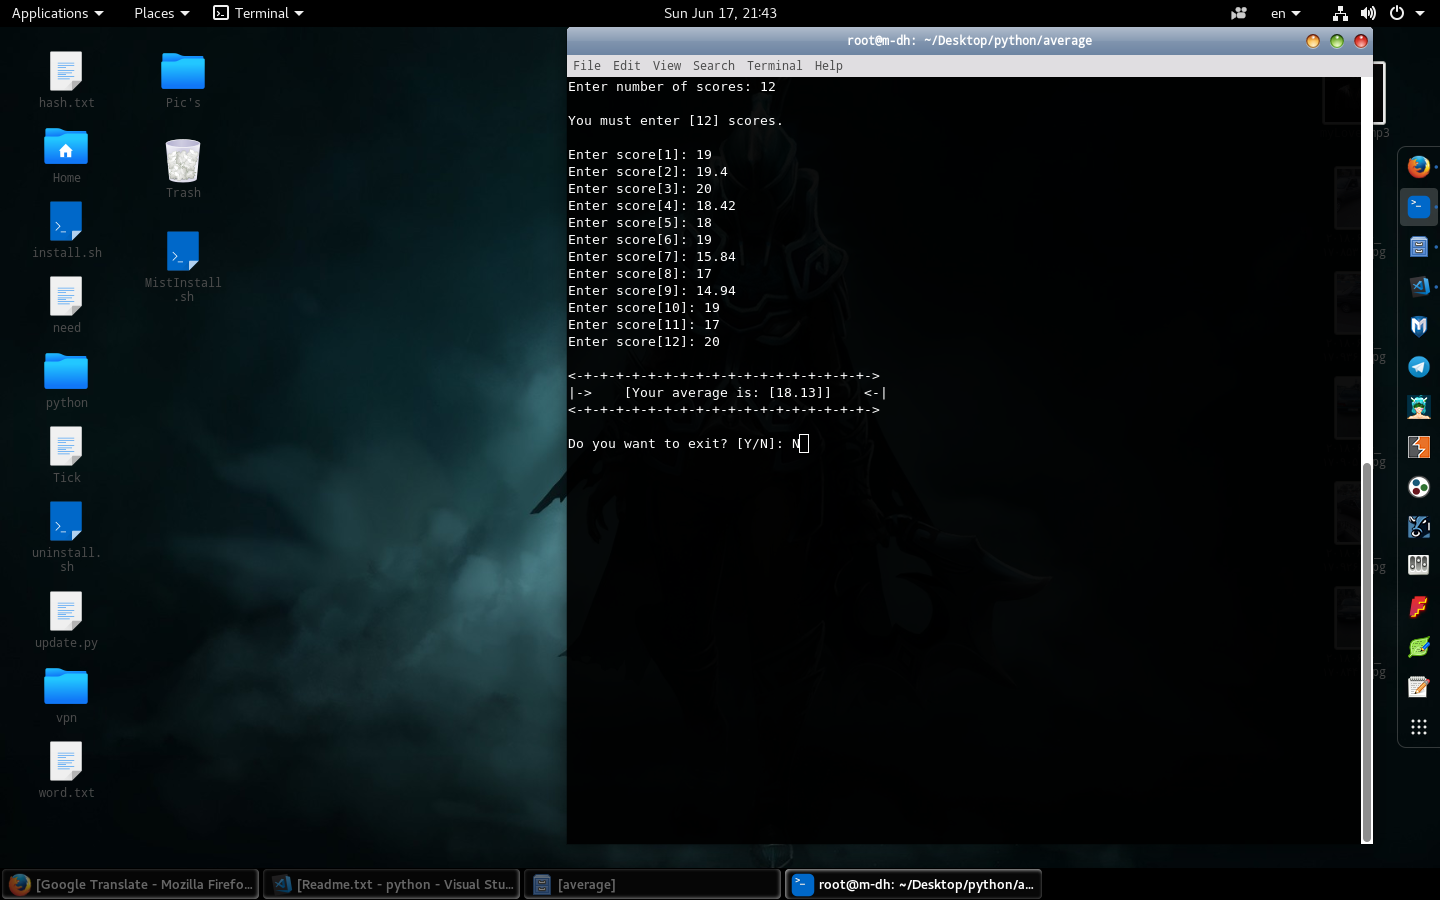 Applications
Places
Terminal
Sun Jun 17, 21:43
en
hash.txt
Pic's
Home
Trash
install.sh
MistInstall
.sh
need
python
Tick
uninstall.
sh
update.py
vpn
word.txt
root@m-dh: ~/Desktop/python/average
File Edit View Search Terminal Help
Enter number of scores: 12
You must enter [12] scores.
Enter score[1]: 19
Enter score[2]: 19.4
Enter score[3]: 20
Enter score[4]: 18.42
Enter score[5]: 18
Enter score[6]: 19
Enter score[7]: 15.84
Enter score[8]: 17
Enter score[9]: 14.94
Enter score[10]: 19
Enter score[11]: 17
Enter score[12]: 20
<-+-+-+-+-+-+-+-+-+-+-+-+-+-+-+-+-+-+->
|->    [Your average is: [18.13]]    <-|
<-+-+-+-+-+-+-+-+-+-+-+-+-+-+-+-+-+-+->
Do you want to exit? [Y/N]: N
[Google Translate - Mozilla Firefo...
[Readme.txt - python - Visual Stu...
[average]
root@m-dh: ~/Desktop/python/a...